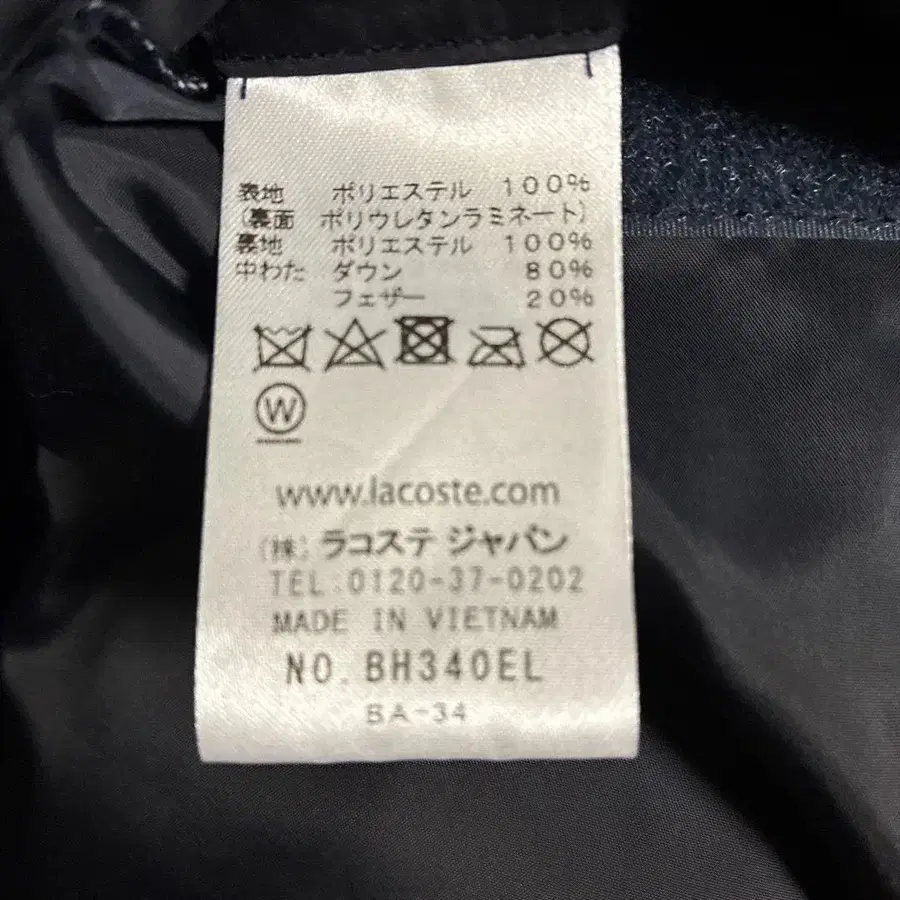 表地 ポリエステル 100%
(裏面 ポリウレタンラミネート)
裏地 ポリエステル 100%
中わた ダウン 80%
フェザー 20%
W
www.lacoste.com
(株) ラコステ ジャパン
TEL:0120-37-0202
MADE IN VIETNAM
NO. BH340EL
BA-34